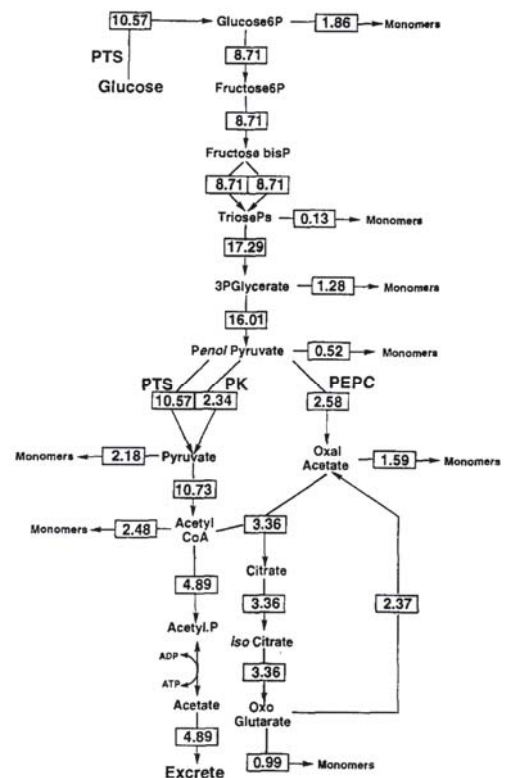 10.57 Glucose6P 1.86 Monomers
PTS 8.71
Glucose Fructose6P
8.71
Fructose bisP
8.71 8.71
TriosePs 0.13 Monomers
17.29
3PGlycerate 1.28 Monomers
16.01
Penol Pyruvate 0.52 Monomers
PTS PK PEPC
10.57 2.34 2.58
Monomers 2.18 Pyruvate Oxal
Acetate 1.59 Monomers
10.73
Monomers 2.48 Acetyl
CoA 3.36
Citrate
4.89 3.36 2.37
Acetyl.P iso Citrate
ADP 3.36
ATP
Acetate Oxo
Glutarate
4.89 0.99 Monomers
Excrete